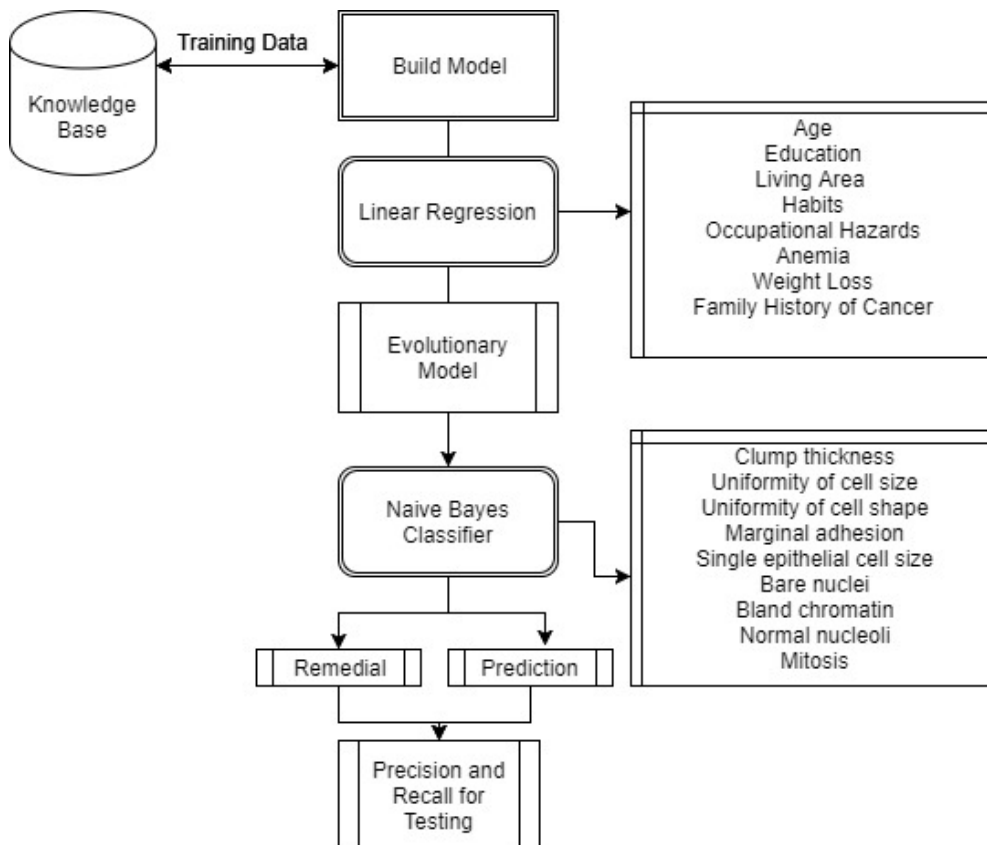 Training Data
Build Model
Knowledge
Base
Age
Education
Living Area
Habits
Occupational Hazards
Anemia
Weight Loss
Family History of Cancer
Linear Regression
Evolutionary
Model
Clump thickness
Uniformity of cell size
Uniformity of cell shape
Marginal adhesion
Single epithelial cell size
Bare nuclei
Bland chromatin
Normal nucleoli
Mitosis
Naive Bayes
Classifier
Remedial
Prediction
Precision and
Recall for
Testing